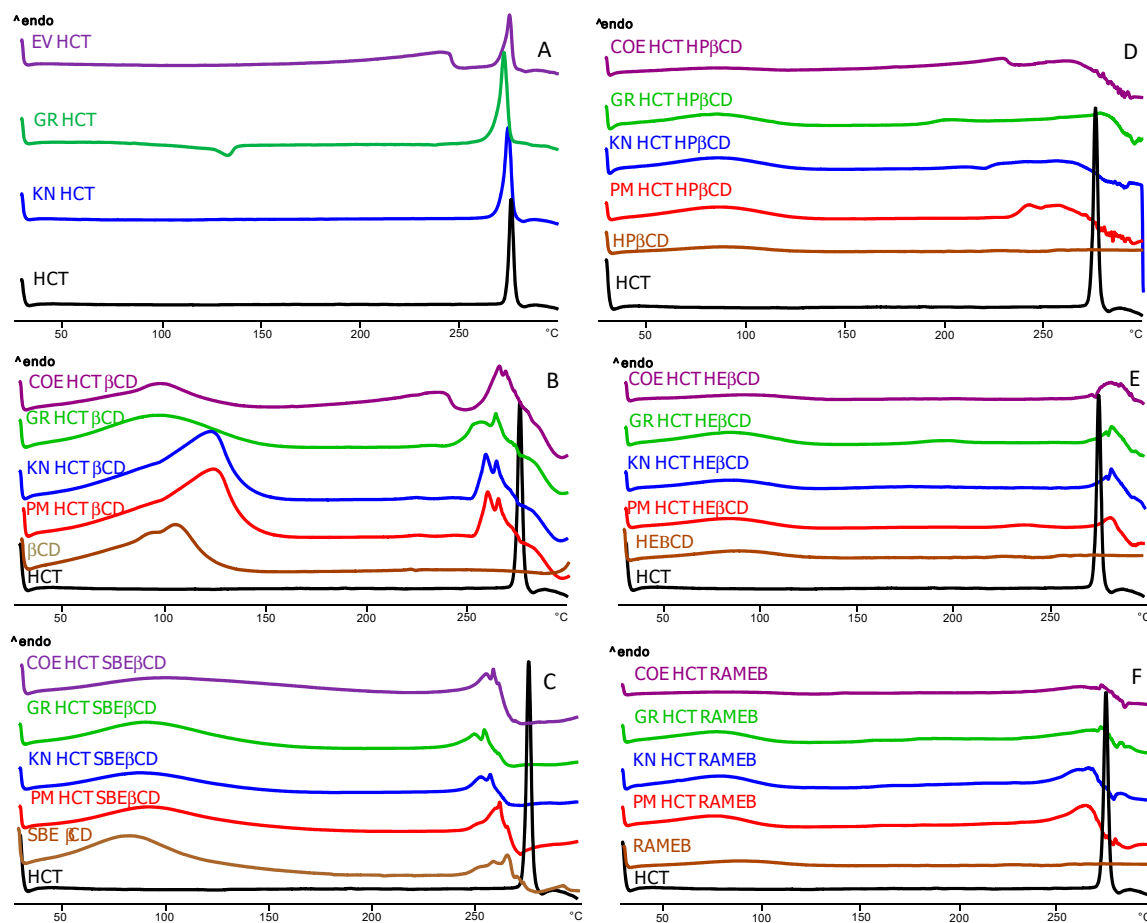 ^endo
EV HCT
A
GR HCT
KN HCT
HCT
50 100 150 200 250 °C
^endo
COE HCT HPβCD
D
GR HCT HPβCD
KN HCT HPβCD
PM HCT HPβCD
HPβCD
HCT
50 100 150 200 250 °C
^endo
COE HCT βCD
B
GR HCT βCD
KN HCT βCD
PM HCT βCD
βCD
HCT
50 100 150 200 250 °C
^endo
COE HCT HEβCD
E
GR HCT HEβCD
KN HCT HEβCD
PM HCT HEβCD
HEBCD
HCT
50 100 150 200 250 °C
^endo
COE HCT SBEβCD
C
GR HCT SBEβCD
KN HCT SBEβCD
PM HCT SBEβCD
SBE βCD
HCT
50 100 150 200 250 °C
^endo
COE HCT RAMEB
F
GR HCT RAMEB
KN HCT RAMEB
PM HCT RAMEB
RAMEB
HCT
50 100 150 200 250 °C